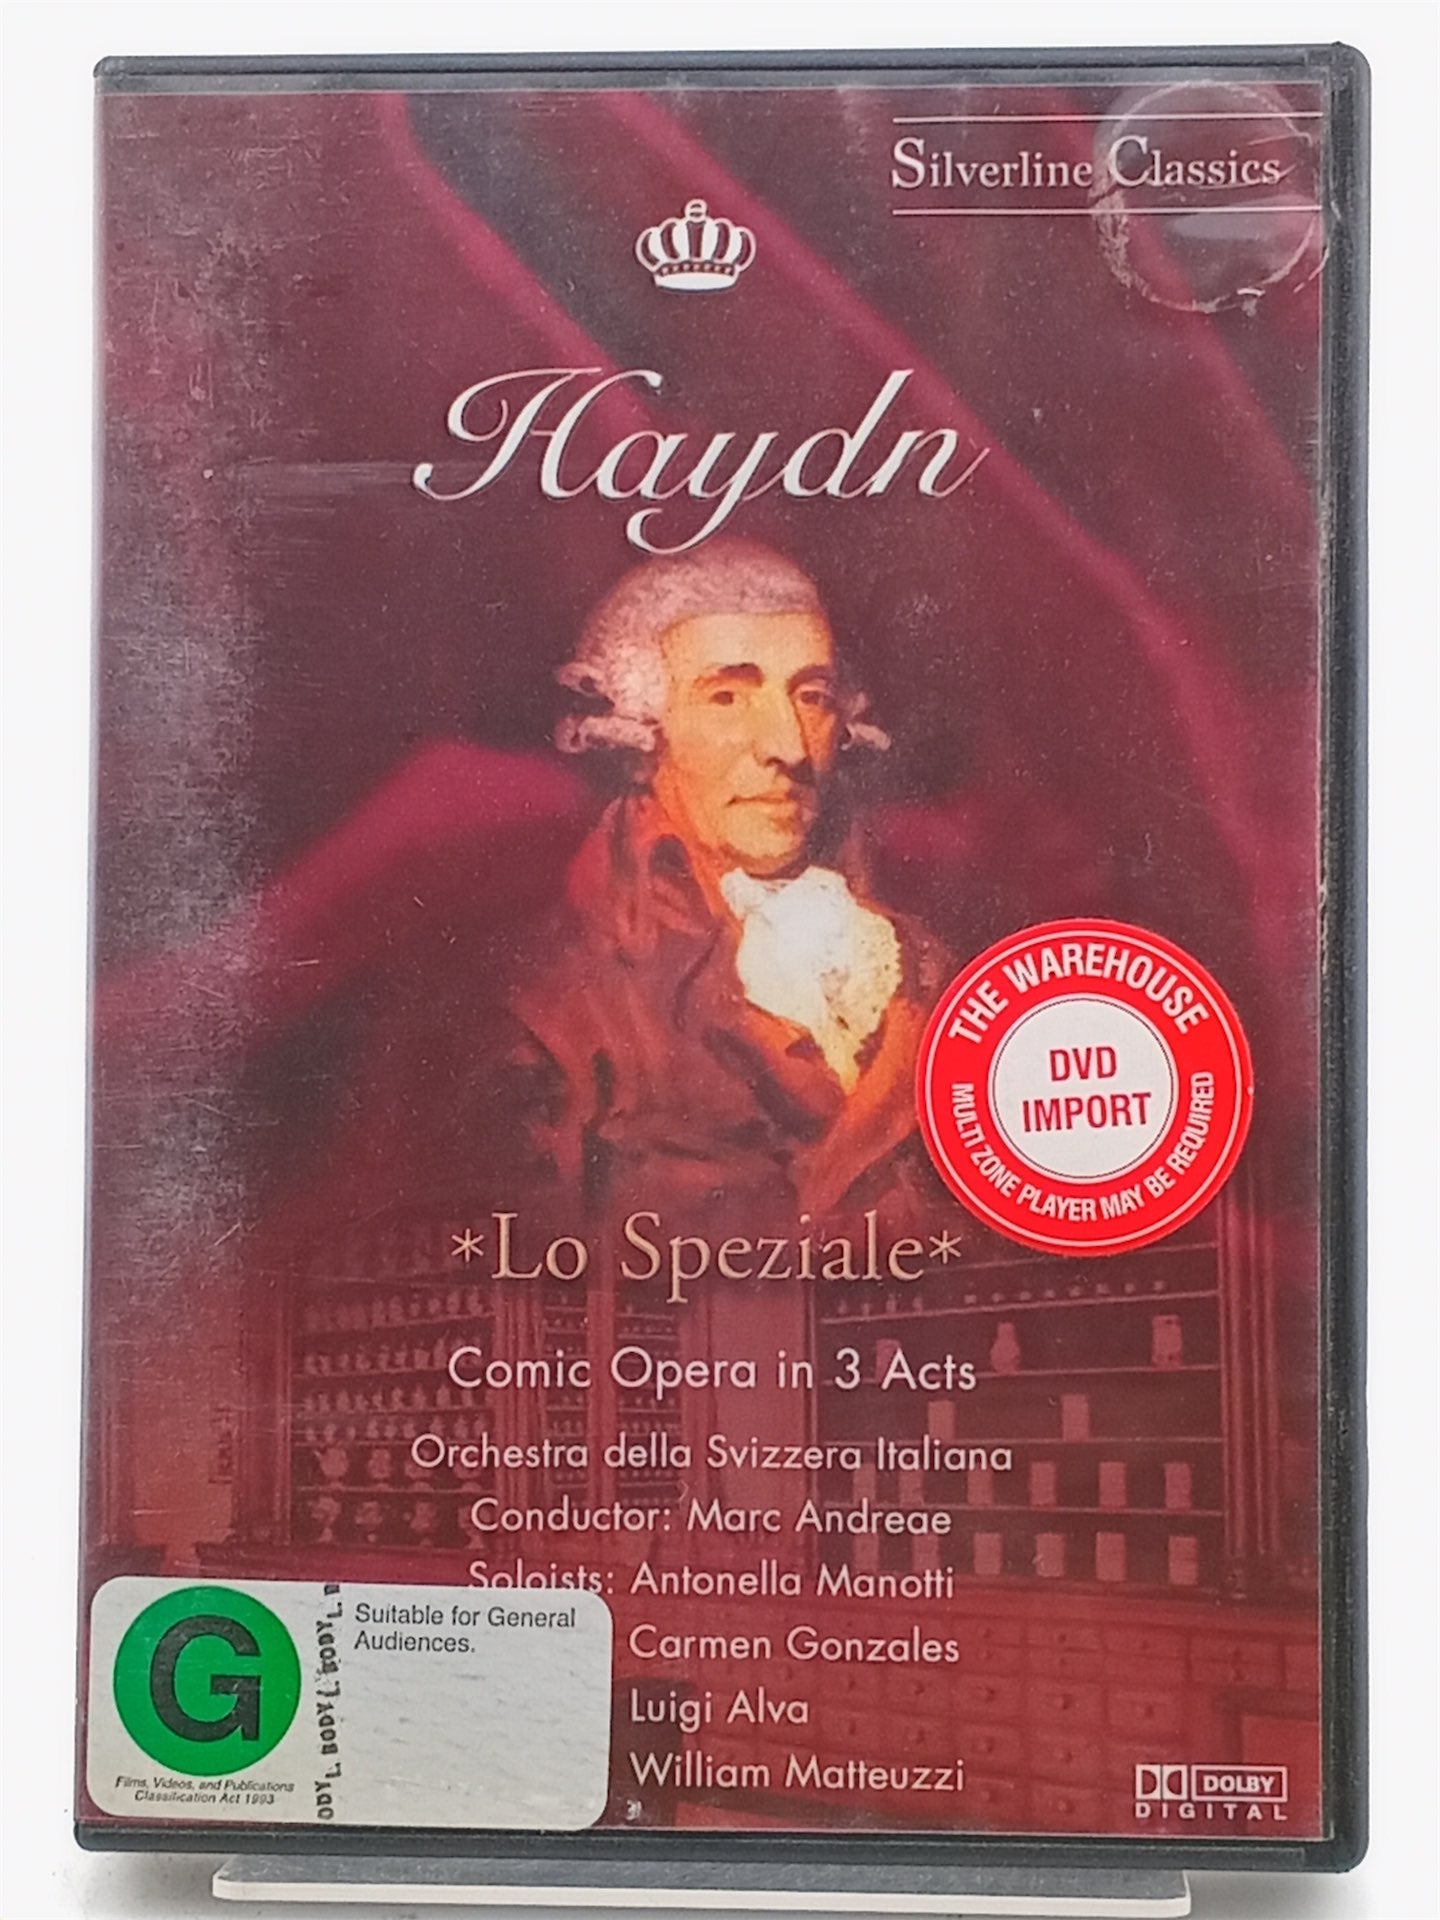 Silverline Classics
Haydn
THE WAREHOUSE
DVD
IMPORT
MULTI ZONE PLAYER MAY BE REQUIRED
*Lo Speziale*
Comic Opera in 3 Acts
Orchestra della Svizzera Italiana
Conductor: Marc Andreae
Soloists: Antonella Manotti
Carmen Gonzales
Luigi Alva
William Matteuzzi
G
Suitable for General
Audiences.
Films, Videos, and Publications
Classification Act 1993
DOLBY
DIGITAL